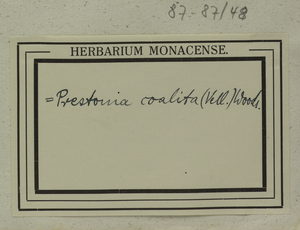 87-87/48
HERBARIUM MONACENSE.
= Prestonia coalita (Vell.) Woods.